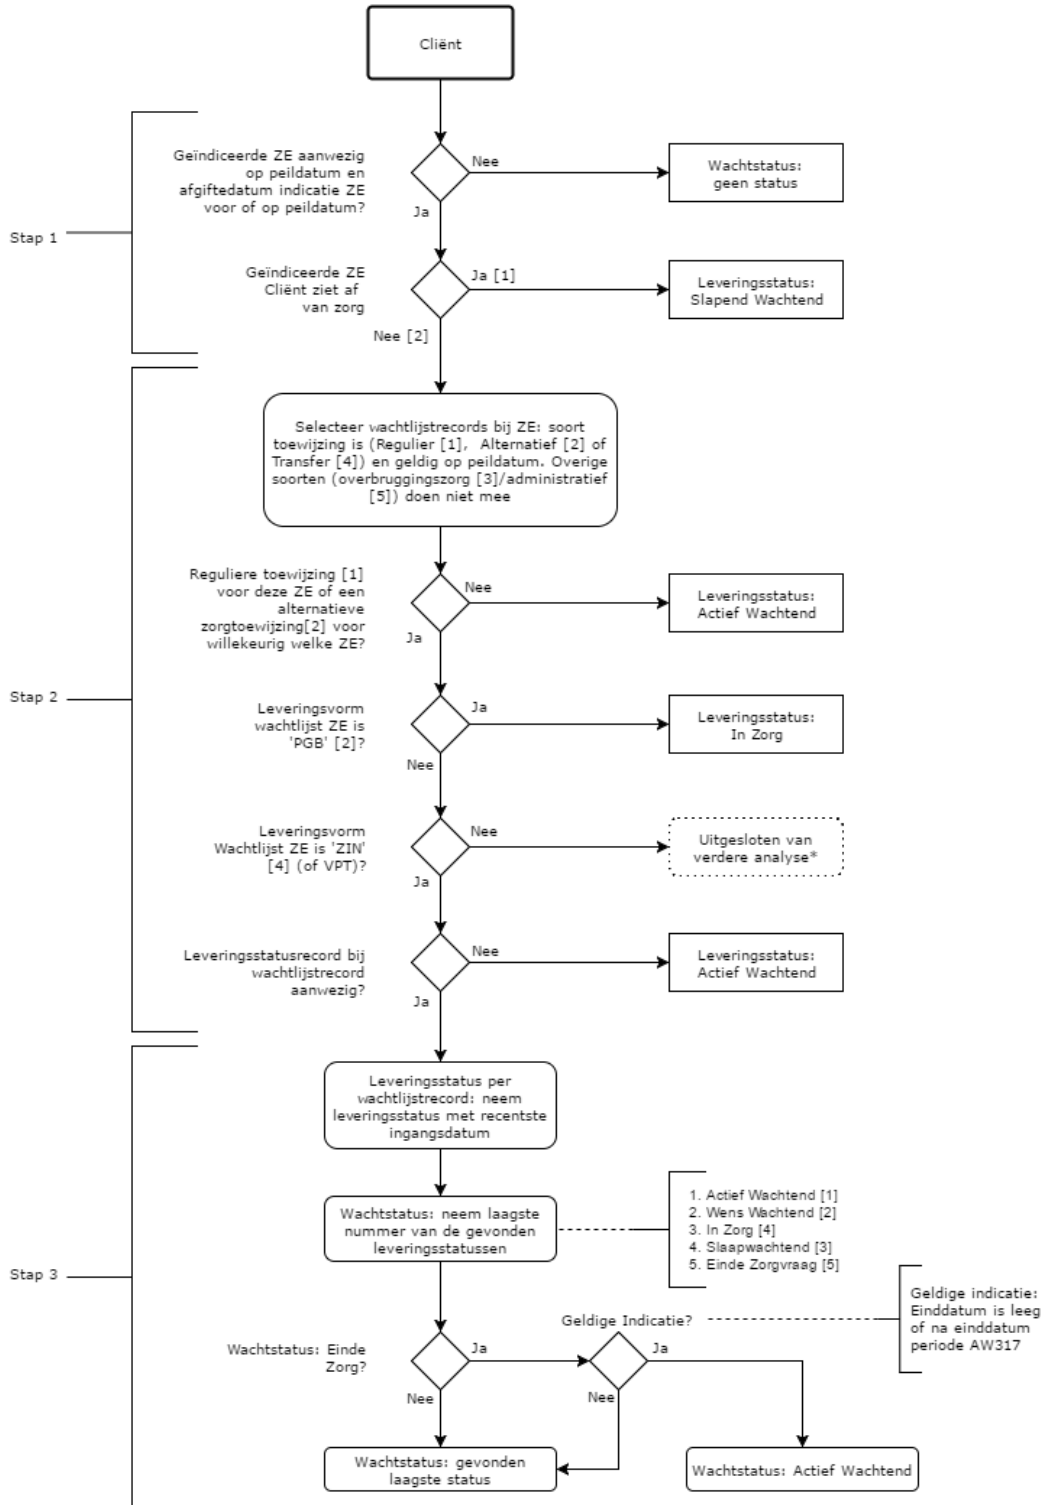 Cliënt
Geïndiceerde ZE aanwezig
op peildatum en
afgiftedatum indicatie ZE
voor of op peildatum?
Nee
Wachtstatus:
geen status
Ja
Stap 1
Geïndiceerde ZE
Cliënt ziet af
van zorg
Ja [1]
Leveringsstatus:
Slapend Wachtend
Nee [2]
Selecteer wachtlijstrecords bij ZE: soort
toewijzing is (Regulier [1], Alternatief [2] of
Transfer [4]) en geldig op peildatum. Overige
soorten (overbruggingszorg [3]/administratief
[5]) doen niet mee
Reguliere toewijzing [1]
voor deze ZE of een
alternatieve
zorgtoewijzing[2] voor
willekeurig welke ZE?
Nee
Leveringsstatus:
Actief Wachtend
Ja
Stap 2
Leveringsvorm
wachtlijst ZE is
'PGB' [2]?
Ja
Leveringsstatus:
In Zorg
Nee
Leveringsvorm
Wachtlijst ZE is 'ZIN'
[4] (of VPT)?
Nee
Uitgesloten van
verdere analyse*
Ja
Leveringsstatusrecord bij
wachtlijstrecord
aanwezig?
Nee
Leveringsstatus:
Actief Wachtend
Ja
Leveringsstatus per
wachtlijstrecord: neem
leveringsstatus met recentste
ingangsdatum
Wachtstatus: neem laagste
nummer van de gevonden
leveringsstatussen
1. Actief Wachtend [1]
2. Wens Wachtend [2]
3. In Zorg [4]
4. Slaapwachtend [3]
5. Einde Zorgvraag [5]
Stap 3
Geldige indicatie:
Einddatum is leeg
of na einddatum
periode AW317
Geldige Indicatie?
Wachtstatus: Einde
Zorg?
Ja
Ja
Nee
Nee
Wachtstatus: gevonden
laagste status
Wachtstatus: Actief Wachtend